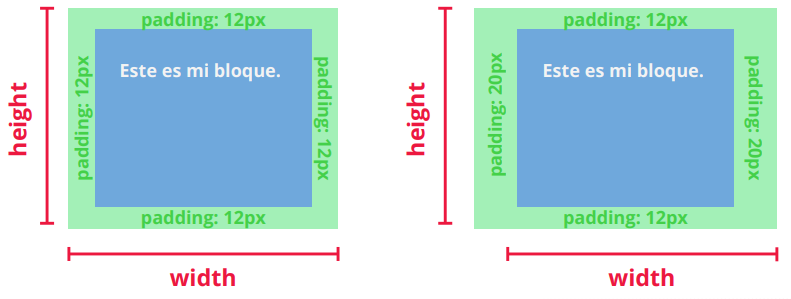 padding: 12px
Este es mi bloque.
padding: 12px
padding: 12px
padding: 12px
height
width
padding: 12px
Este es mi bloque.
padding: 20px
padding: 20px
padding: 12px
height
width